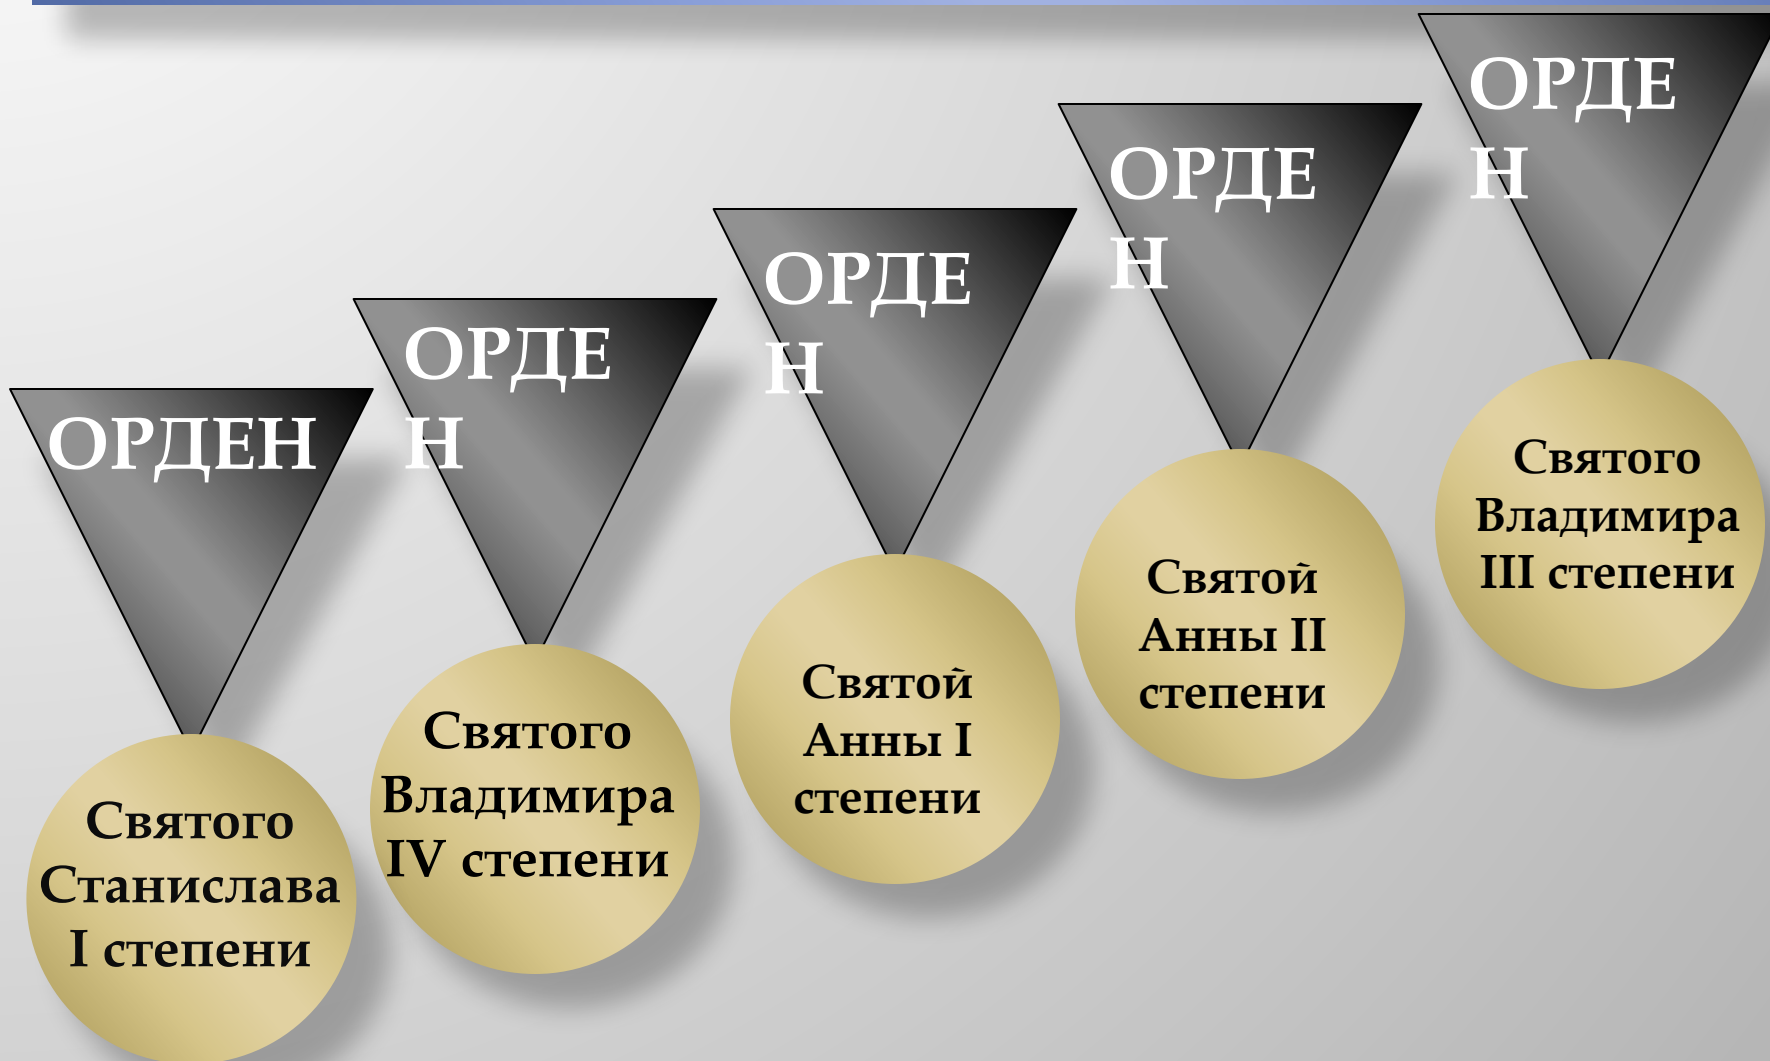 ОРДЕН
Святого
Станислава
I степени
ОРДЕ
Н
Святого
Владимира
IV степени
ОРДЕ
Н
Святой
Анны I
степени
ОРДЕ
Н
Святой
Анны II
степени
ОРДЕ
Н
Святого
Владимира
III степени